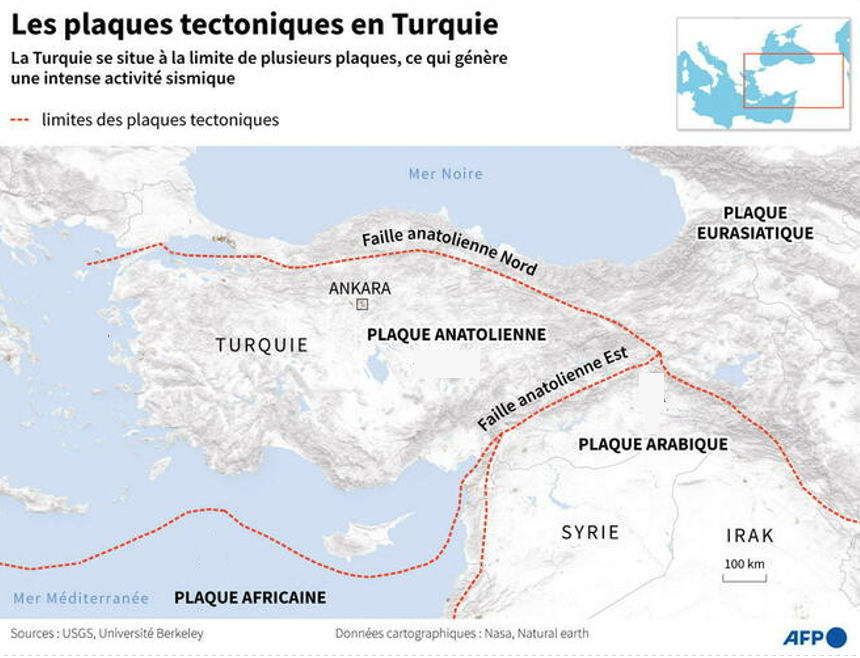 Les plaques tectoniques en Turquie
La Turquie se situe à la limite de plusieurs plaques, ce qui génère
une intense activité sismique
limites des plaques tectoniques
Mer Noire
PLAQUE
EURASIATIQUE
Faille anatolienne Nord
ANKARA
TURQUIE
PLAQUE ANATOLIENNE
Faille anatolienne Est
PLAQUE ARABIQUE
SYRIE
IRAK
100 km
Mer Méditerranée
PLAQUE AFRICAINE
Sources : USGS, Université Berkeley
Données cartographiques : Nasa, Natural earth
AFP